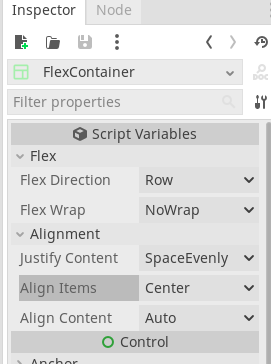 Inspector Node
FlexContainer
DOC
Filter properties
Script Variables
Flex
Flex Direction Row
Flex Wrap NoWrap
Alignment
Justify Content SpaceEvenly
Align Items Center
Align Content Auto
Control
Anchor